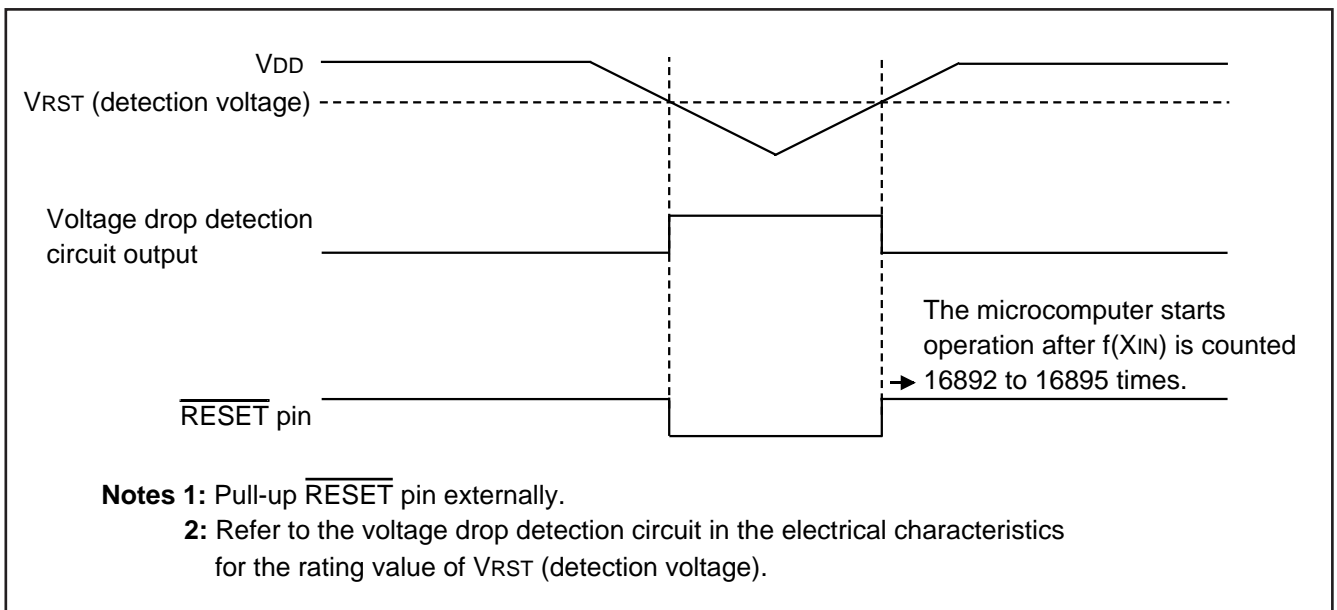 VDD
VRST (detection voltage)
Voltage drop detection
circuit output
The microcomputer starts
operation after f(XIN) is counted
16892 to 16895 times.
RESET pin
Notes 1: Pull-up RESET pin externally.
2: Refer to the voltage drop detection circuit in the electrical characteristics
for the rating value of VRST (detection voltage).